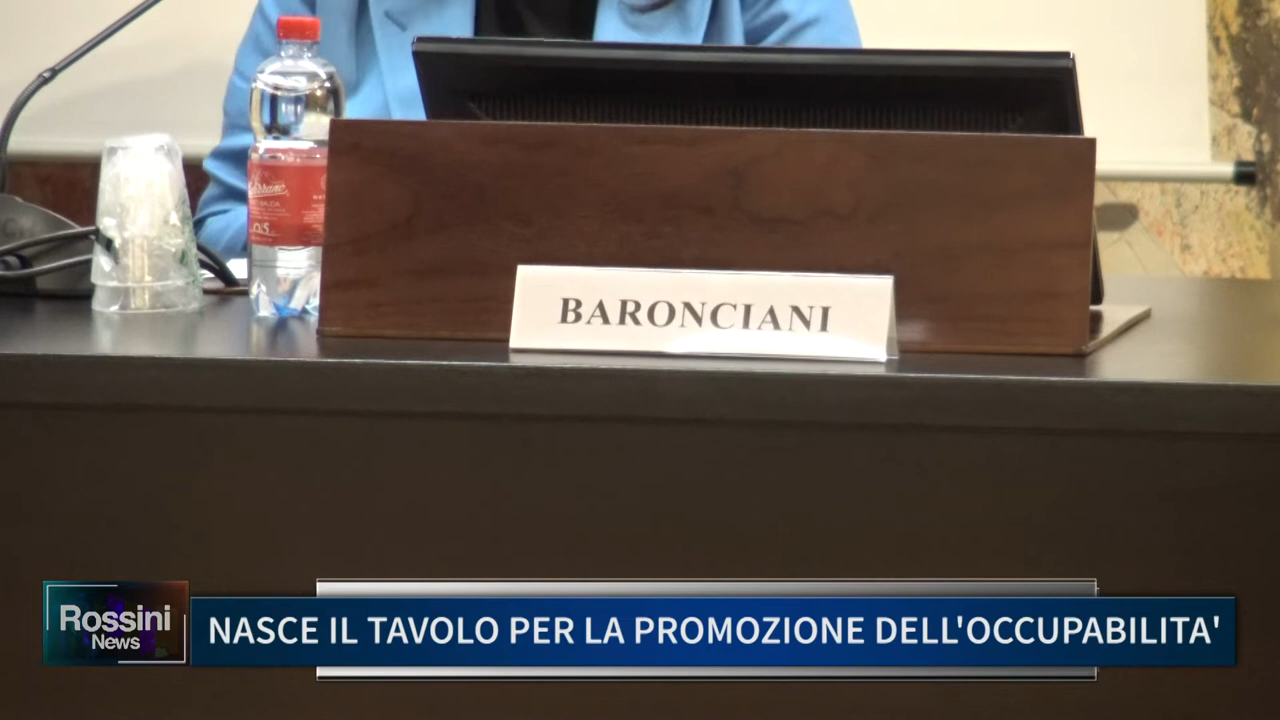 BARONCIANI
Rossini
News
NASCE IL TAVOLO PER LA PROMOZIONE DELL'OCCUPABILITA'